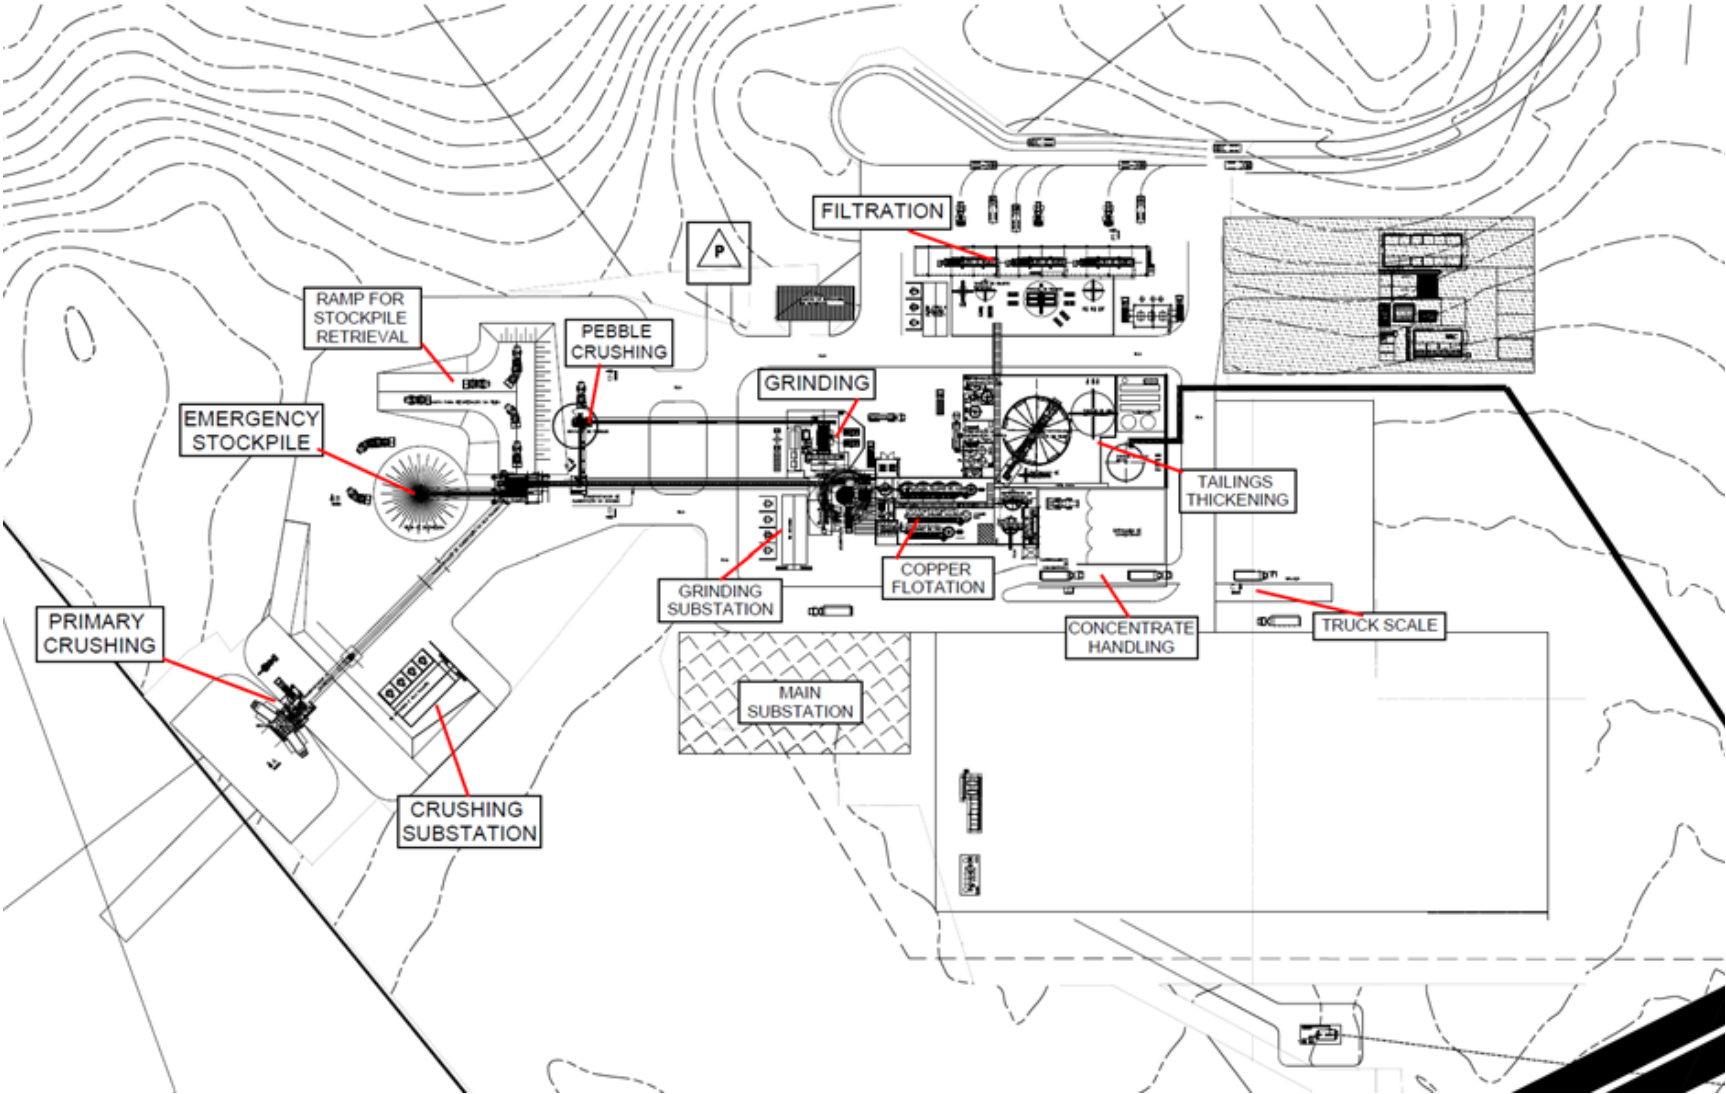 FILTRATION
P
RAMP FOR
STOCKPILE
RETRIEVAL
PEBBLE
CRUSHING
GRINDING
EMERGENCY
STOCKPILE
TAILINGS
THICKENING
GRINDING
SUBSTATION
COPPER
FLOTATION
PRIMARY
CRUSHING
CONCENTRATE
HANDLING
TRUCK SCALE
MAIN
SUBSTATION
CRUSHING
SUBSTATION